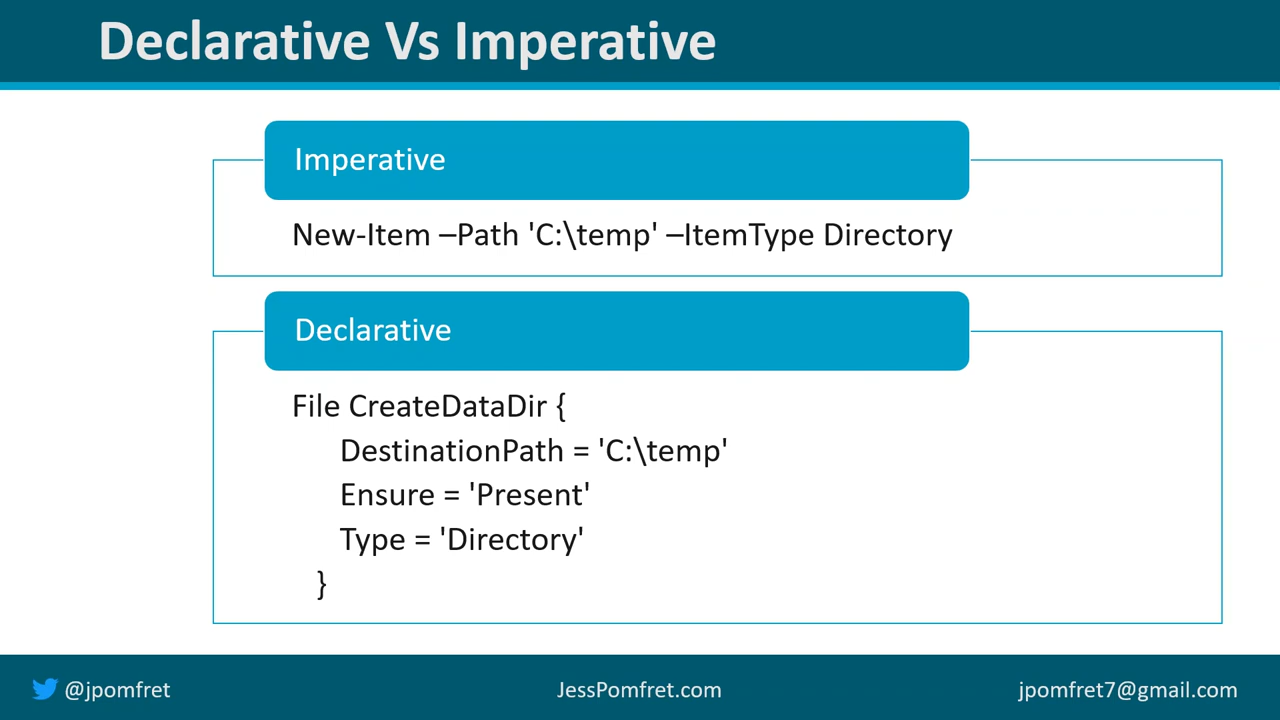 Declarative Vs Imperative
Imperative
New-Item –Path 'C:\temp' –ItemType Directory
Declarative
File CreateDataDir {
DestinationPath = 'C:\temp'
Ensure = 'Present'
Type = 'Directory'
}
@jpomfret
JessPomfret.com
jpomfret7@gmail.com